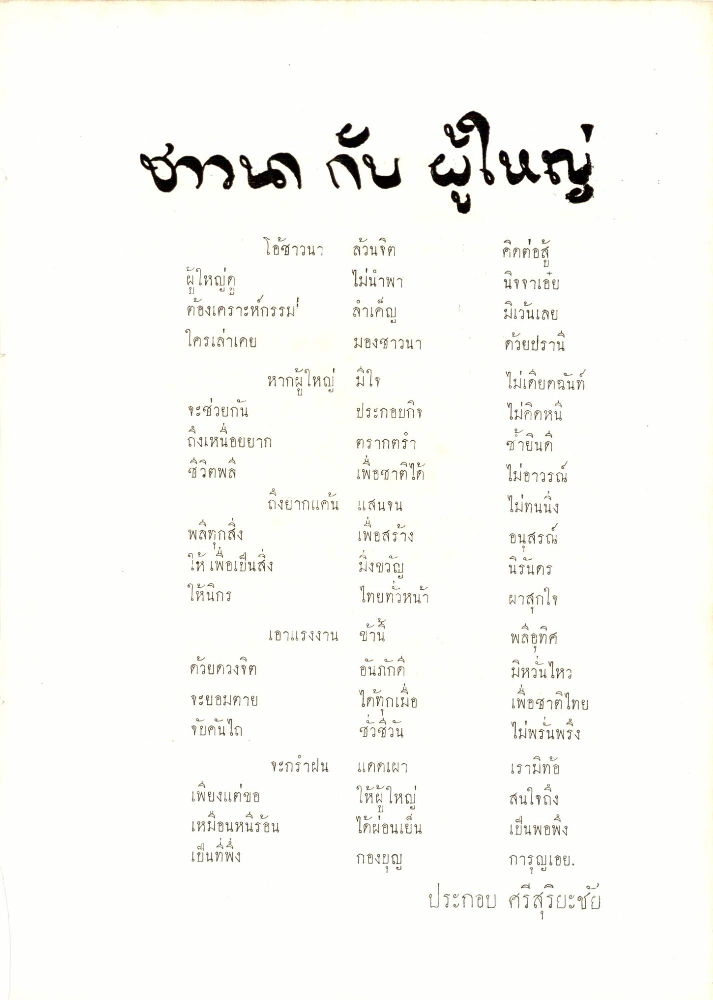 ชาวนา กับ ผู้ใหญ่
โอ้ชาวนา ล้วนจิต คิดต่อสู้
ผู้ใหญ่ดู ไม่นำพา นิจจาเอ๋ย
ต้องเคราะห์กรรม ลำเค็ญ มิเว้นเลย
ใครเล่าเคย มองชาวนา ด้วยปรานี
หากผู้ใหญ่ มีใจ ไม่เดียดฉันท์
จะช่วยกัน ประกอบกิจ ไม่คิดหนี
ถึงเหนื่อยยาก ตรากตรำ ซ้ำยินดี
ชีวิตพลี เพื่อชาติได้ ไม่อาวรณ์
ถึงยากแค้น แสนจน ไม่ทนนิ่ง
พลีทุกสิ่ง เพื่อสร้าง อนุสรณ์
ให้ เพื่อเป็นสิ่ง มิ่งขวัญ นิรันดร
ให้นิกร ไทยทั่วหน้า ผาสุกใจ
เอาแรงงาน ข้านี้ พลีอุทิศ
ด้วยดวงจิต อันภักดี มิหวั่นไหว
จะยอมตาย ได้ทุกเมื่อ เพื่อชาติไทย
จับคันไถ ชั่วชีวัน ไม่พรั่นพรึง
จะกรำฝน แดดเผา เรามิท้อ
เพียงแต่ขอ ให้ผู้ใหญ่ สนใจถึง
เหมือนหนีร้อน ได้ผ่อนเย็น เป็นพอพึง
เป็นที่พึ่ง กองบุญ การุญเอย.
ประกอบ ศรีสุริยะชัย